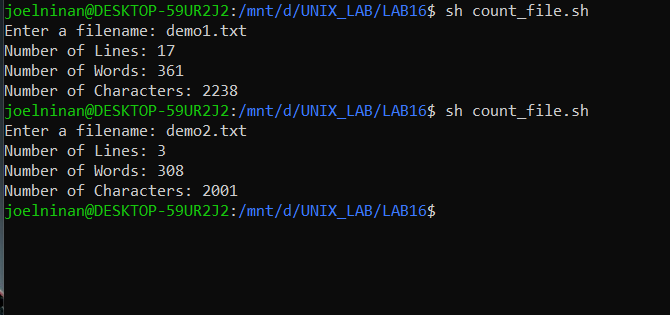 joelninan@DESKTOP-59UR2J2:/mnt/d/UNIX_LAB/LAB16$ sh count_file.sh
Enter a filename: demo1.txt
Number of Lines: 17
Number of Words: 361
Number of Characters: 2238
joelninan@DESKTOP-59UR2J2:/mnt/d/UNIX_LAB/LAB16$ sh count_file.sh
Enter a filename: demo2.txt
Number of Lines: 3
Number of Words: 308
Number of Characters: 2001
joelninan@DESKTOP-59UR2J2:/mnt/d/UNIX_LAB/LAB16$